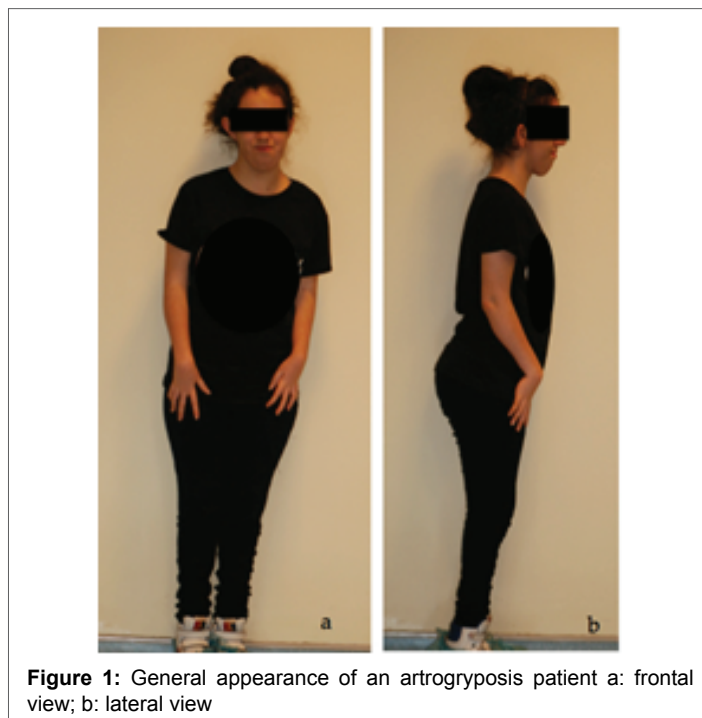 a
b
Figure 1: General appearance of an artrogryposis patient a: frontal
view; b: lateral view